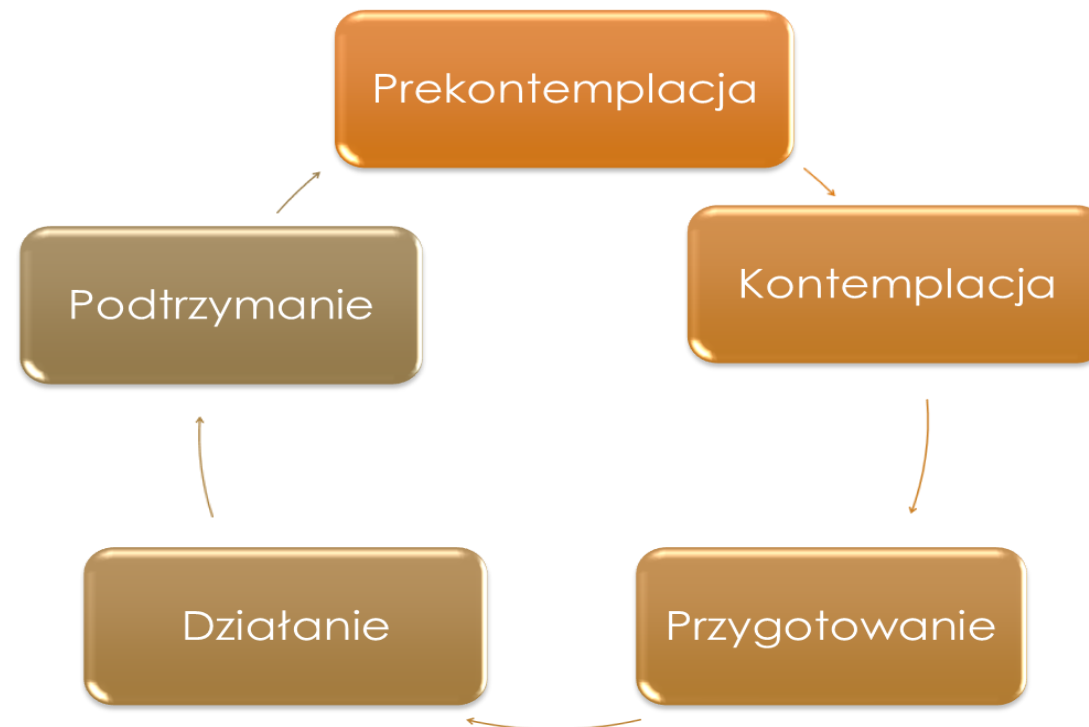 Prekontemplacja
Kontemplacja
Przygotowanie
Działanie
Podtrzymanie